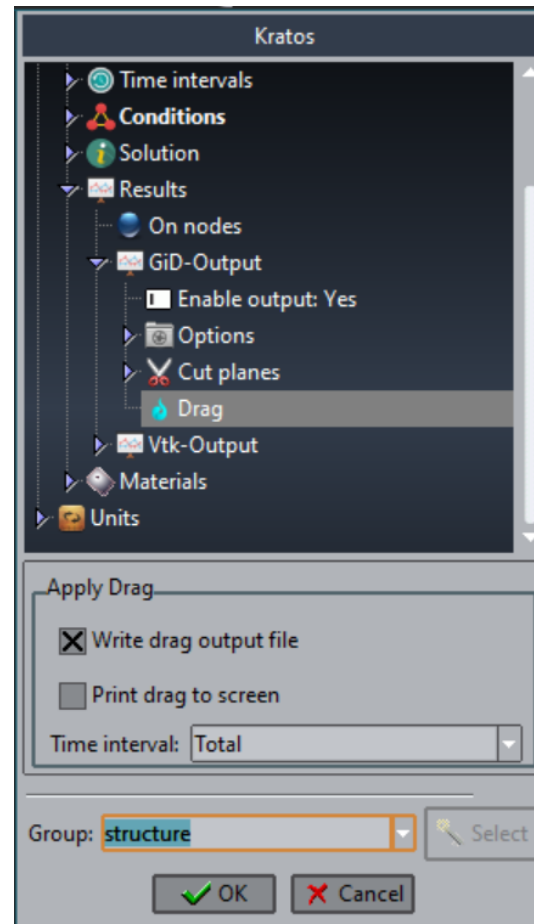 Kratos
Time intervals
Conditions
Solution
Results
On nodes
GiD-Output
Enable output: Yes
Options
Cut planes
Drag
Vtk-Output
Materials
Units
Apply Drag
Write drag output file
Print drag to screen
Time interval: Total
Group: structure Select
OK Cancel